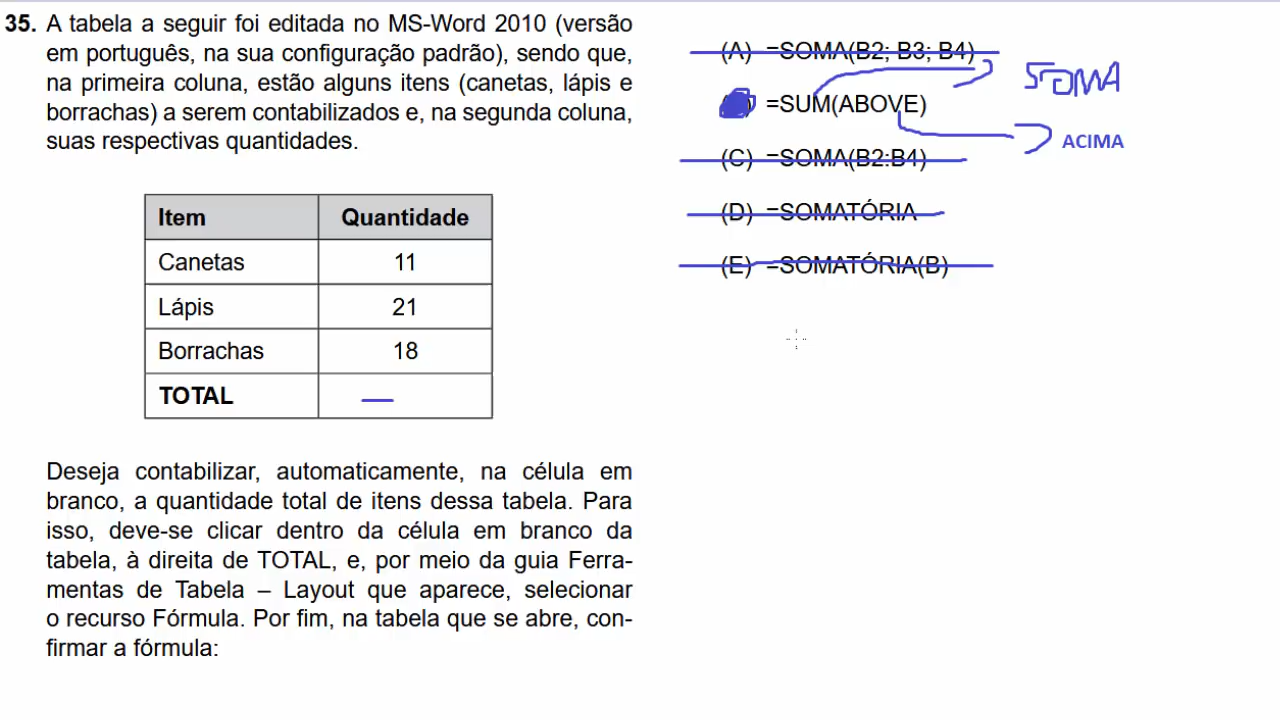 35. A tabela a seguir foi editada no MS-Word 2010 (versão
em português, na sua configuração padrão), sendo que,
na primeira coluna, estão alguns itens (canetas, lápis e
borrachas) a serem contabilizados e, na segunda coluna,
suas respectivas quantidades.
Item Quantidade
Canetas 11
Lápis 21
Borrachas 18
TOTAL
Deseja contabilizar, automaticamente, na célula em
branco, a quantidade total de itens dessa tabela. Para
isso, deve-se clicar dentro da célula em branco da
tabela, à direita de TOTAL, e, por meio da guia Ferra-
mentas de Tabela – Layout que aparece, selecionar
o recurso Fórmula. Por fim, na tabela que se abre, con-
firmar a fórmula:
(A) =SOMA(B2; B3; B4)
SOMA
) =SUM(ABOVE)
ACIMA
(C) =SOMA(B2:B4)
(D) =SOMATÓRIA
(E) =SOMATÓRIA(B)